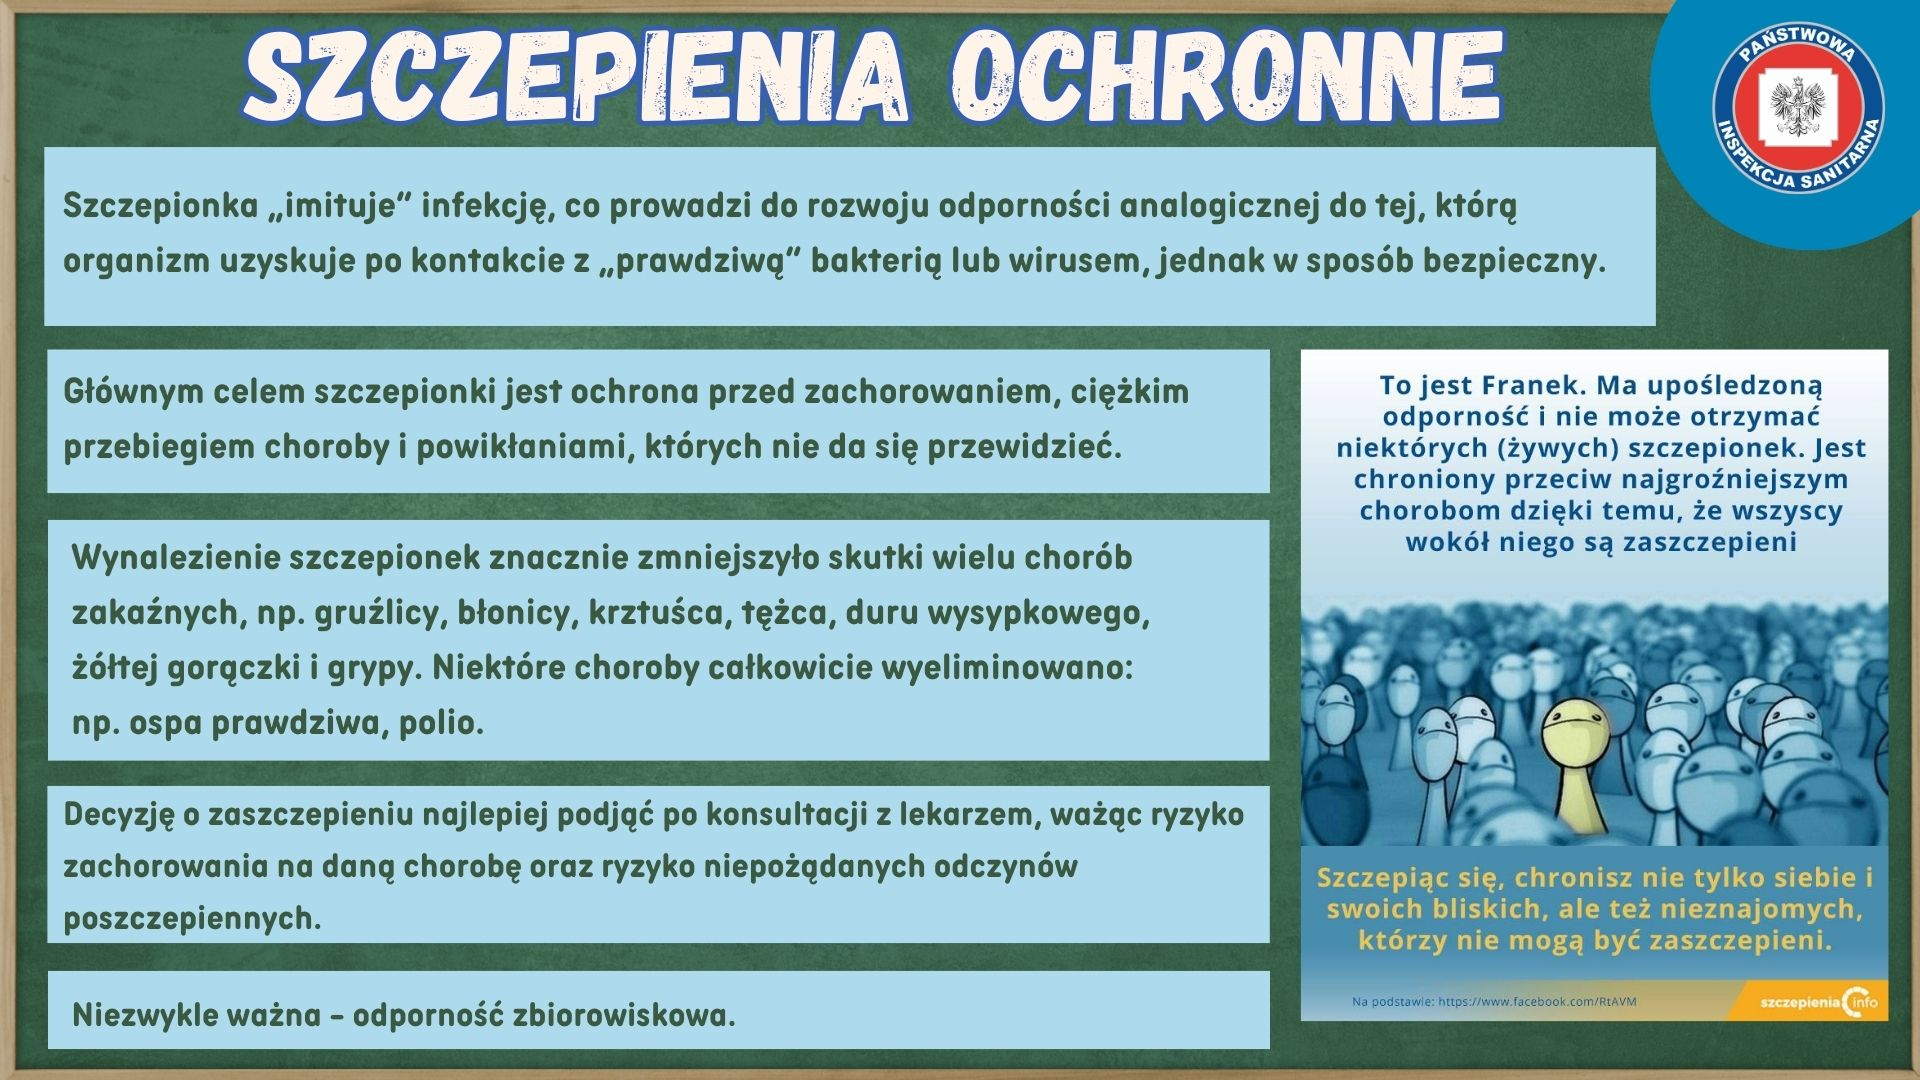 SZCZEPIENIA OCHRONNE
PAŃSTWOWA
INSPEKCJA SANITARNA
Szczepionka „imituje” infekcję, co prowadzi do rozwoju odporności analogicznej do tej, którą
organizm uzyskuje po kontakcie z „prawdziwą” bakterią lub wirusem, jednak w sposób bezpieczny.
Głównym celem szczepionki jest ochrona przed zachorowaniem, ciężkim
przebiegiem choroby i powikłaniami, których nie da się przewidzieć.
Wynalezienie szczepionek znacznie zmniejszyło skutki wielu chorób
zakaźnych, np. gruźlicy, błonicy, krztuśca, tężca, duru wysypkowego,
żółtej gorączki i grypy. Niektóre choroby całkowicie wyeliminowano:
np. ospa prawdziwa, polio.
Decyzję o zaszczepieniu najlepiej podjąć po konsultacji z lekarzem, ważąc ryzyko
zachorowania na daną chorobę oraz ryzyko niepożądanych odczynów
poszczepiennych.
Niezwykle ważna - odporność zbiorowiskowa.
To jest Franek. Ma upośledzoną
odporność i nie może otrzymać
niektórych (żywych) szczepionek. Jest
chroniony przeciw najgroźniejszym
chorobom dzięki temu, że wszyscy
wokół niego są zaszczepieni
Szczepiąc się, chronisz nie tylko siebie i
swoich bliskich, ale też nieznajomych,
którzy nie mogą być zaszczepieni.
Na podstawie: https://www.facebook.com/RtAVM
szczepienia info